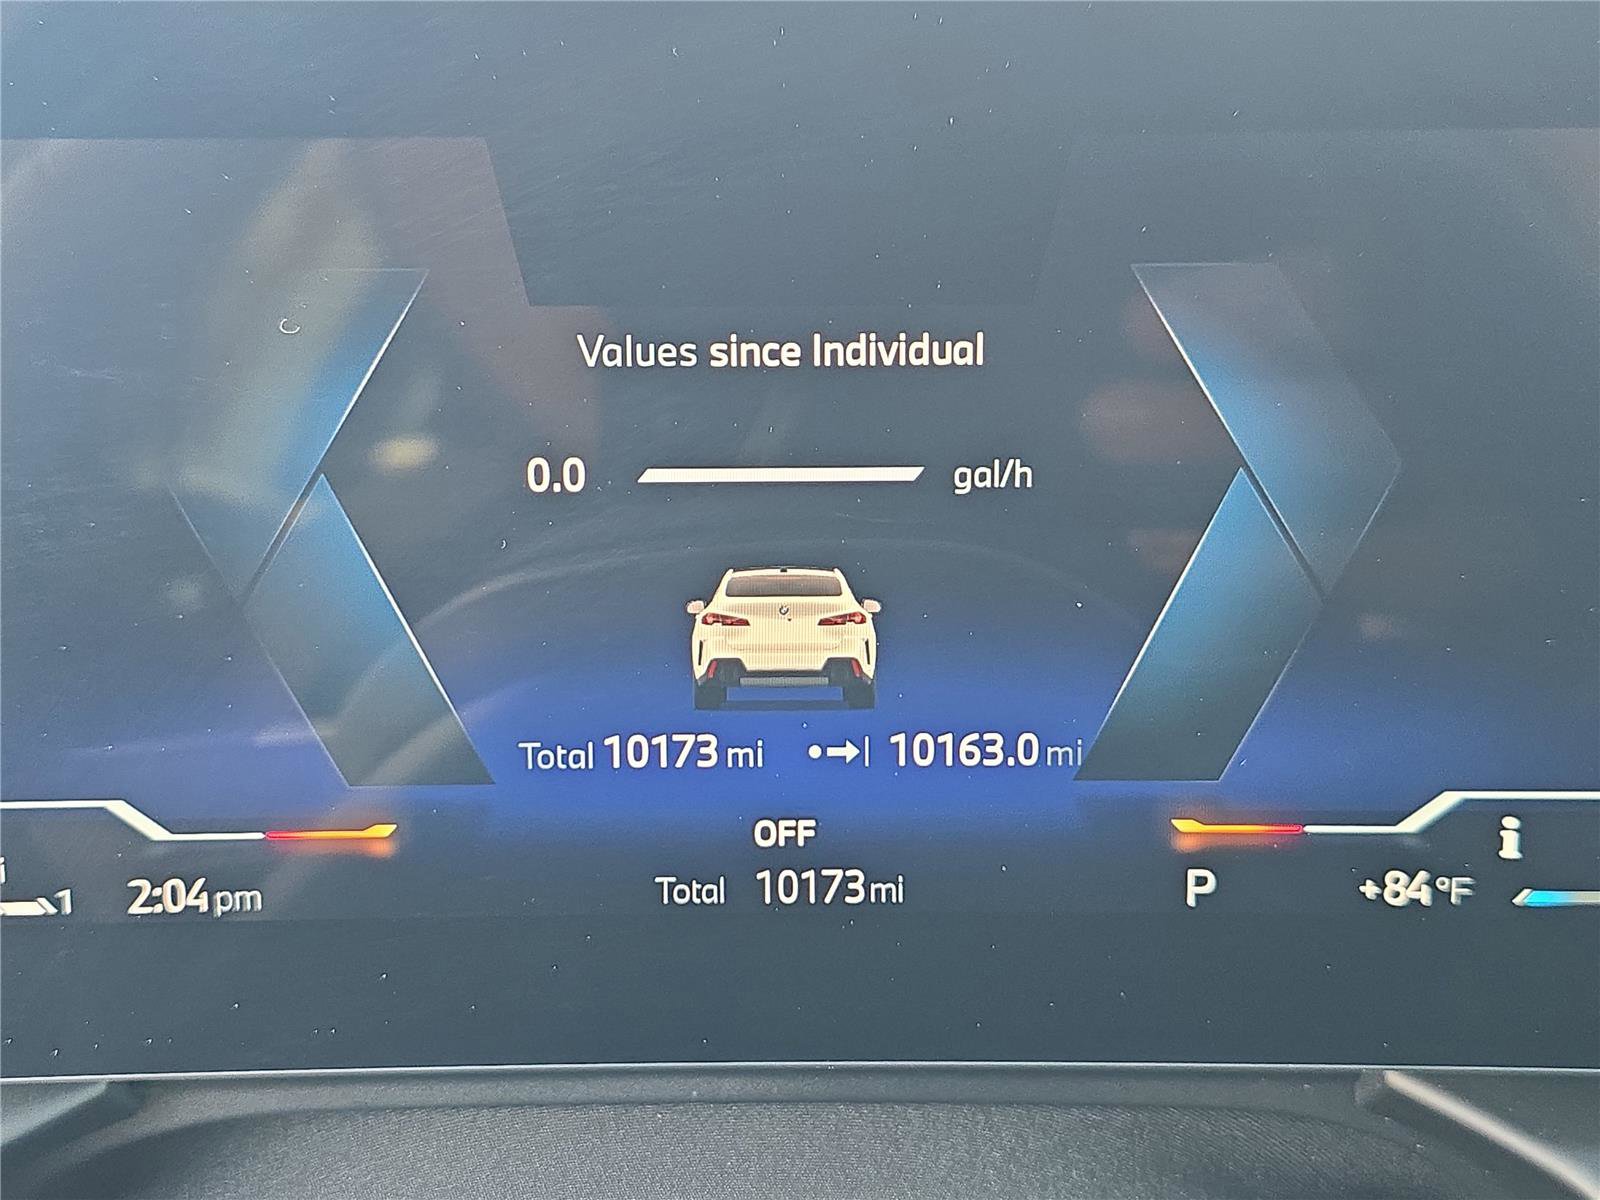 Values since Individual
0.0 gal/h
Total 10173 mi 10163.0 mi
OFF
1 2:04 pm Total 10173 mi P +84°F